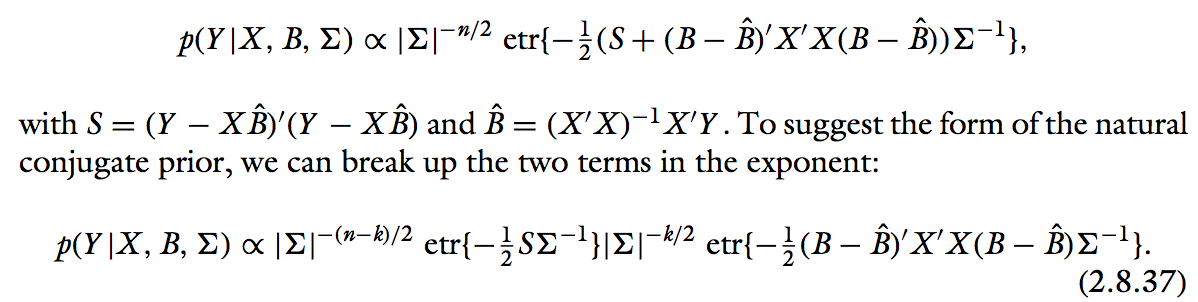 p(Y|X, B, Σ) ∝ |Σ|^{-n/2} etr{-½(S + (B − B̂)′X′X(B − B̂))Σ^{-1}},
with S = (Y − XB̂)′(Y − XB̂) and B̂ = (X′X)^{-1}X′Y. To suggest the form of the natural
conjugate prior, we can break up the two terms in the exponent:
p(Y|X, B, Σ) ∝ |Σ|^{-(n-k)/2} etr{-½SΣ^{-1}}|Σ|^{-k/2} etr{-½(B − B̂)′X′X(B − B̂)Σ^{-1}}.
(2.8.37)